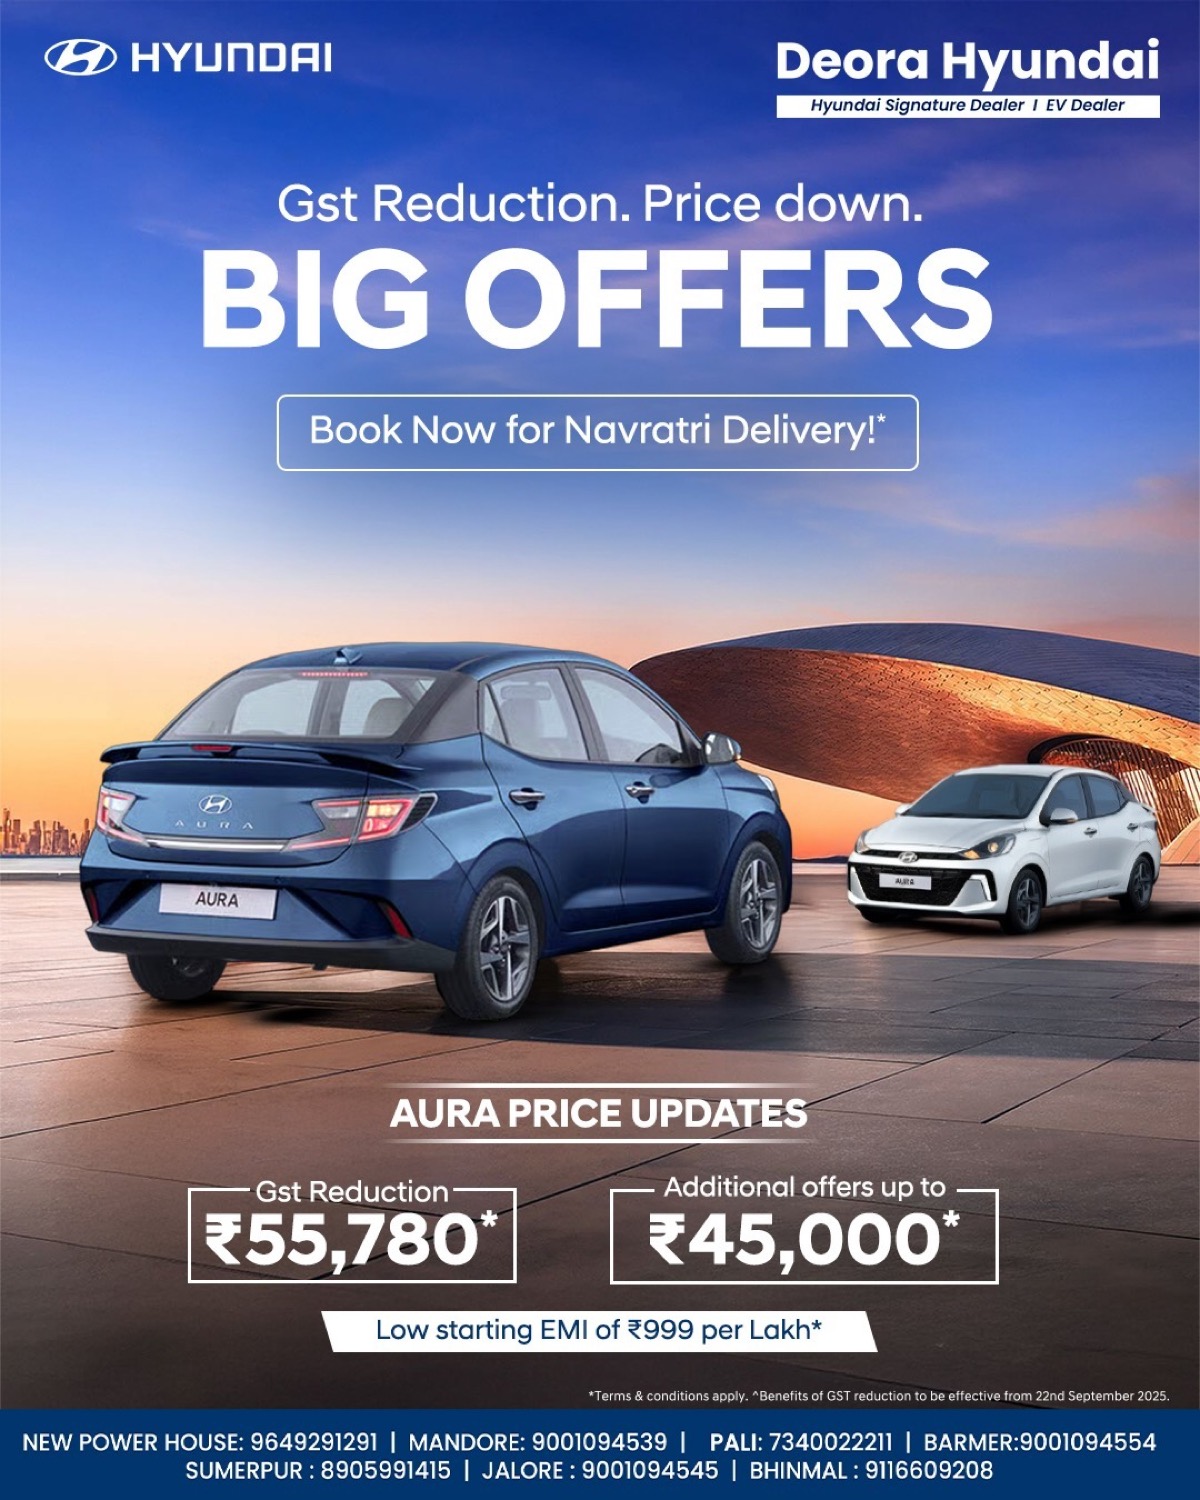 HYUNDAI
Deora Hyundai
Hyundai Signature Dealer I EV Dealer
Gst Reduction. Price down.
BIG OFFERS
Book Now for Navratri Delivery!*
AURA
AURA
AURA
AURA PRICE UPDATES
Gst Reduction
₹55,780*
Additional offers up to
₹45,000*
Low starting EMI of ₹999 per Lakh*
*Terms & conditions apply. ^Benefits of GST reduction to be effective from 22nd September 2025.
NEW POWER HOUSE: 9649291291 | MANDORE: 9001094539 | PALI: 7340022211 | BARMER:9001094554
SUMERPUR : 8905991415 | JALORE : 9001094545 | BHINMAL : 9116609208